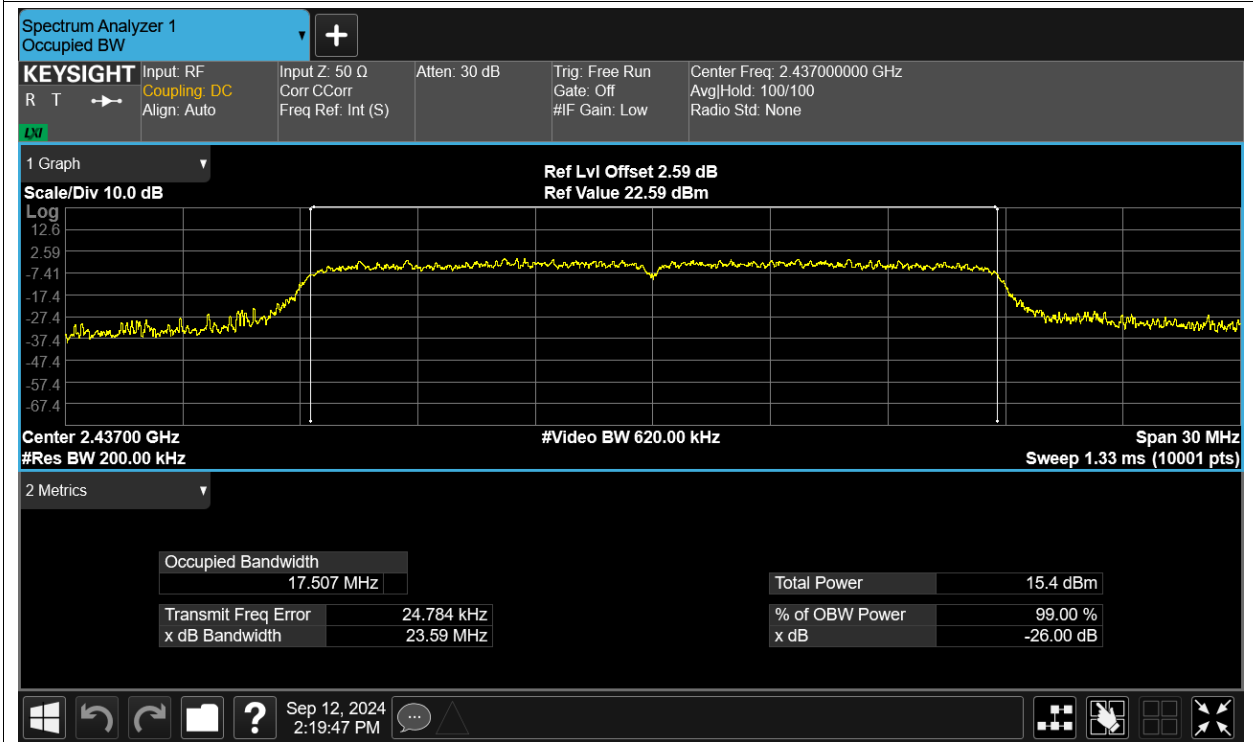 Spectrum Analyzer 1
Occupied BW
KEYSIGHT
R T
LXI
Input: RF
Coupling: DC
Align: Auto
Input Z: 50 Ω
Corr CCorr
Freq Ref: Int (S)
Atten: 30 dB
Trig: Free Run
Gate: Off
#IF Gain: Low
Center Freq: 2.437000000 GHz
Avg|Hold: 100/100
Radio Std: None
1 Graph
Scale/Div 10.0 dB
Ref Lvl Offset 2.59 dB
Ref Value 22.59 dBm
Log
12.6
2.59
-7.41
-17.4
-27.4
-37.4
-47.4
-57.4
-67.4
Center 2.43700 GHz
#Res BW 200.00 kHz
#Video BW 620.00 kHz
Span 30 MHz
Sweep 1.33 ms (10001 pts)
2 Metrics
Occupied Bandwidth
17.507 MHz
Transmit Freq Error 24.784 kHz
x dB Bandwidth 23.59 MHz
Total Power 15.4 dBm
% of OBW Power 99.00 %
x dB -26.00 dB
?
Sep 12, 2024
2:19:47 PM